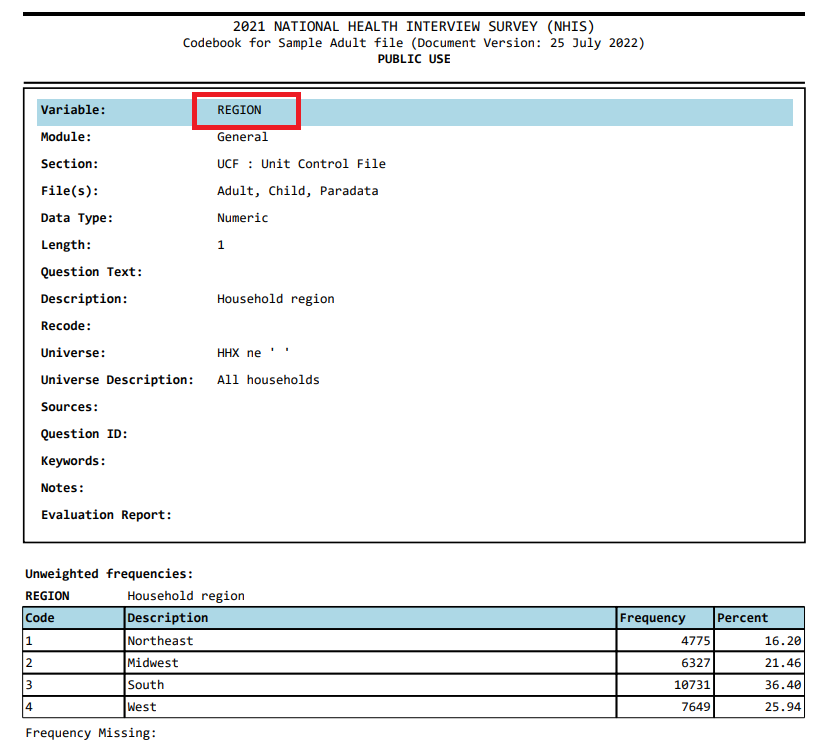 2021 NATIONAL HEALTH INTERVIEW SURVEY (NHIS)
Codebook for Sample Adult file (Document Version: 25 July 2022)
PUBLIC USE
Variable: REGION
Module: General
Section: UCF : Unit Control File
File(s): Adult, Child, Paradata
Data Type: Numeric
Length: 1
Question Text:
Description: Household region
Recode:
Universe: HHX ne ' '
Universe Description: All households
Sources:
Question ID:
Keywords:
Notes:
Evaluation Report:
Unweighted frequencies:
REGION Household region
Code Description Frequency Percent
1 Northeast 4775 16.20
2 Midwest 6327 21.46
3 South 10731 36.40
4 West 7649 25.94
Frequency Missing: